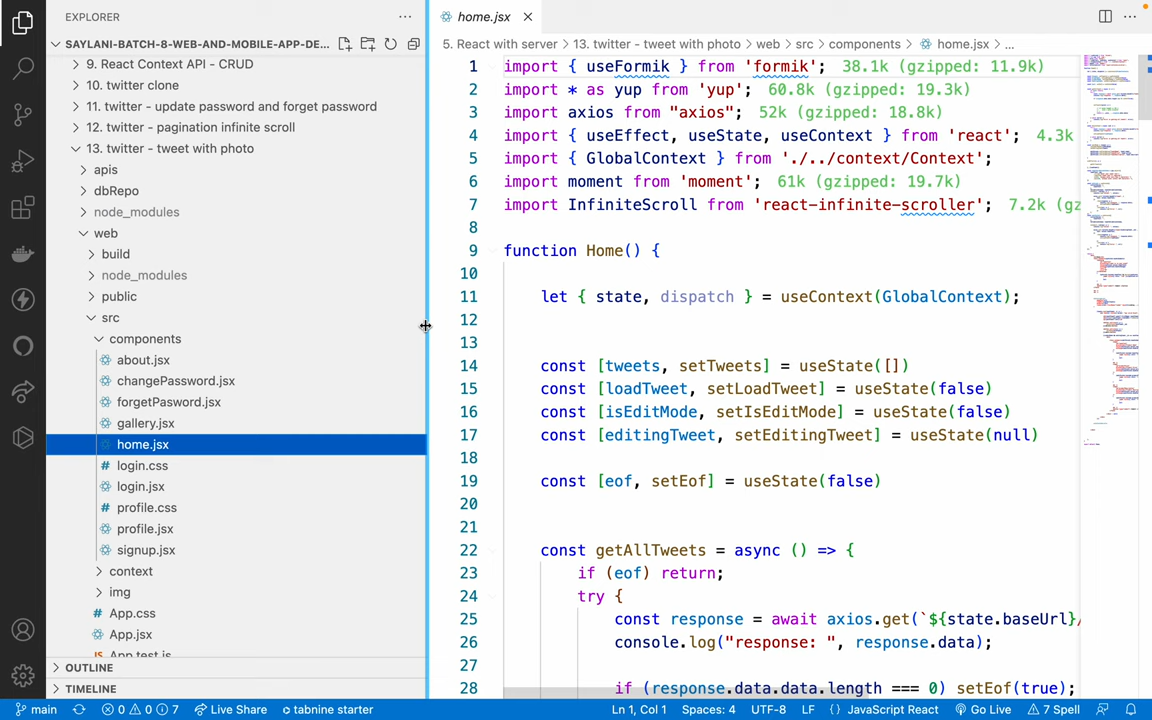 EXPLORER
SAYLANI-BATCH-8-WEB-AND-MOBILE-APP-DE...
9. React Context API - CRUD
10. twitter clone
11. twitter - update password and forget password
12. twitter - pagination infinite scroll
13. twitter - tweet with photo
apis
dbRepo
node_modules
web
build
node_modules
public
src
components
about.jsx
changePassword.jsx
forgetPasword.jsx
gallery.jsx
home.jsx
# login.css
login.jsx
# profile.css
profile.jsx
signup.jsx
context
img
# App.css
App.jsx
JS App.test.js
OUTLINE
TIMELINE
home.jsx
5. React with server > 13. twitter - tweet with photo > web > src > components > home.jsx > ...
1 import { useFormik } from 'formik'; 38.1k (gzipped: 11.9k)
2 import * as yup from 'yup'; 60.8k (gzipped: 19.3k)
3 import axios from "axios"; 52k (gzipped: 18.8k)
4 import { useEffect, useState, useContext } from 'react'; 4.3k
5 import { GlobalContext } from './../context/Context';
6 import moment from 'moment'; 61k (gzipped: 19.7k)
7 import InfiniteScroll from 'react-infinite-scroller'; 7.2k (gz
8
9 function Home() {
10
11 let { state, dispatch } = useContext(GlobalContext);
12
13
14 const [tweets, setTweets] = useState([])
15 const [loadTweet, setLoadTweet] = useState(false)
16 const [isEditMode, setIsEditMode] = useState(false)
17 const [editingTweet, setEditingTweet] = useState(null)
18
19 const [eof, setEof] = useState(false)
20
21
22 const getAllTweets = async () => {
23 if (eof) return;
24 try {
25 const response = await axios.get(`${state.baseUrl}/
26 console.log("response: ", response.data);
27
28 if (response.data.data.length === 0) setEof(true);
main 0 0 7 Live Share tabnine starter Ln 1, Col 1 Spaces: 4 UTF-8 LF {} JavaScript React Go Live 7 Spell